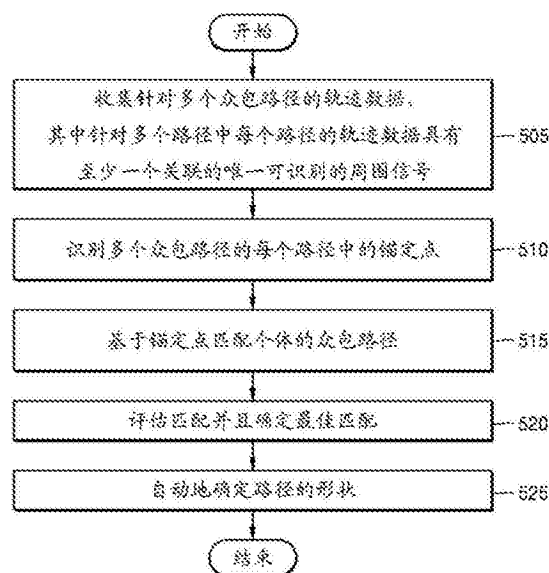 开始
收集针对多个众包路径的轨迹数据,
其中针对多个路径中每个路径的轨迹数据具有
至少一个关联的唯一可识别的周围信号
505
识别多个众包路径的每个路径中的锚定点
510
基于锚定点匹配个体的众包路径
515
评估匹配并且确定最佳匹配
520
自动地确定路径的形状
525
结束